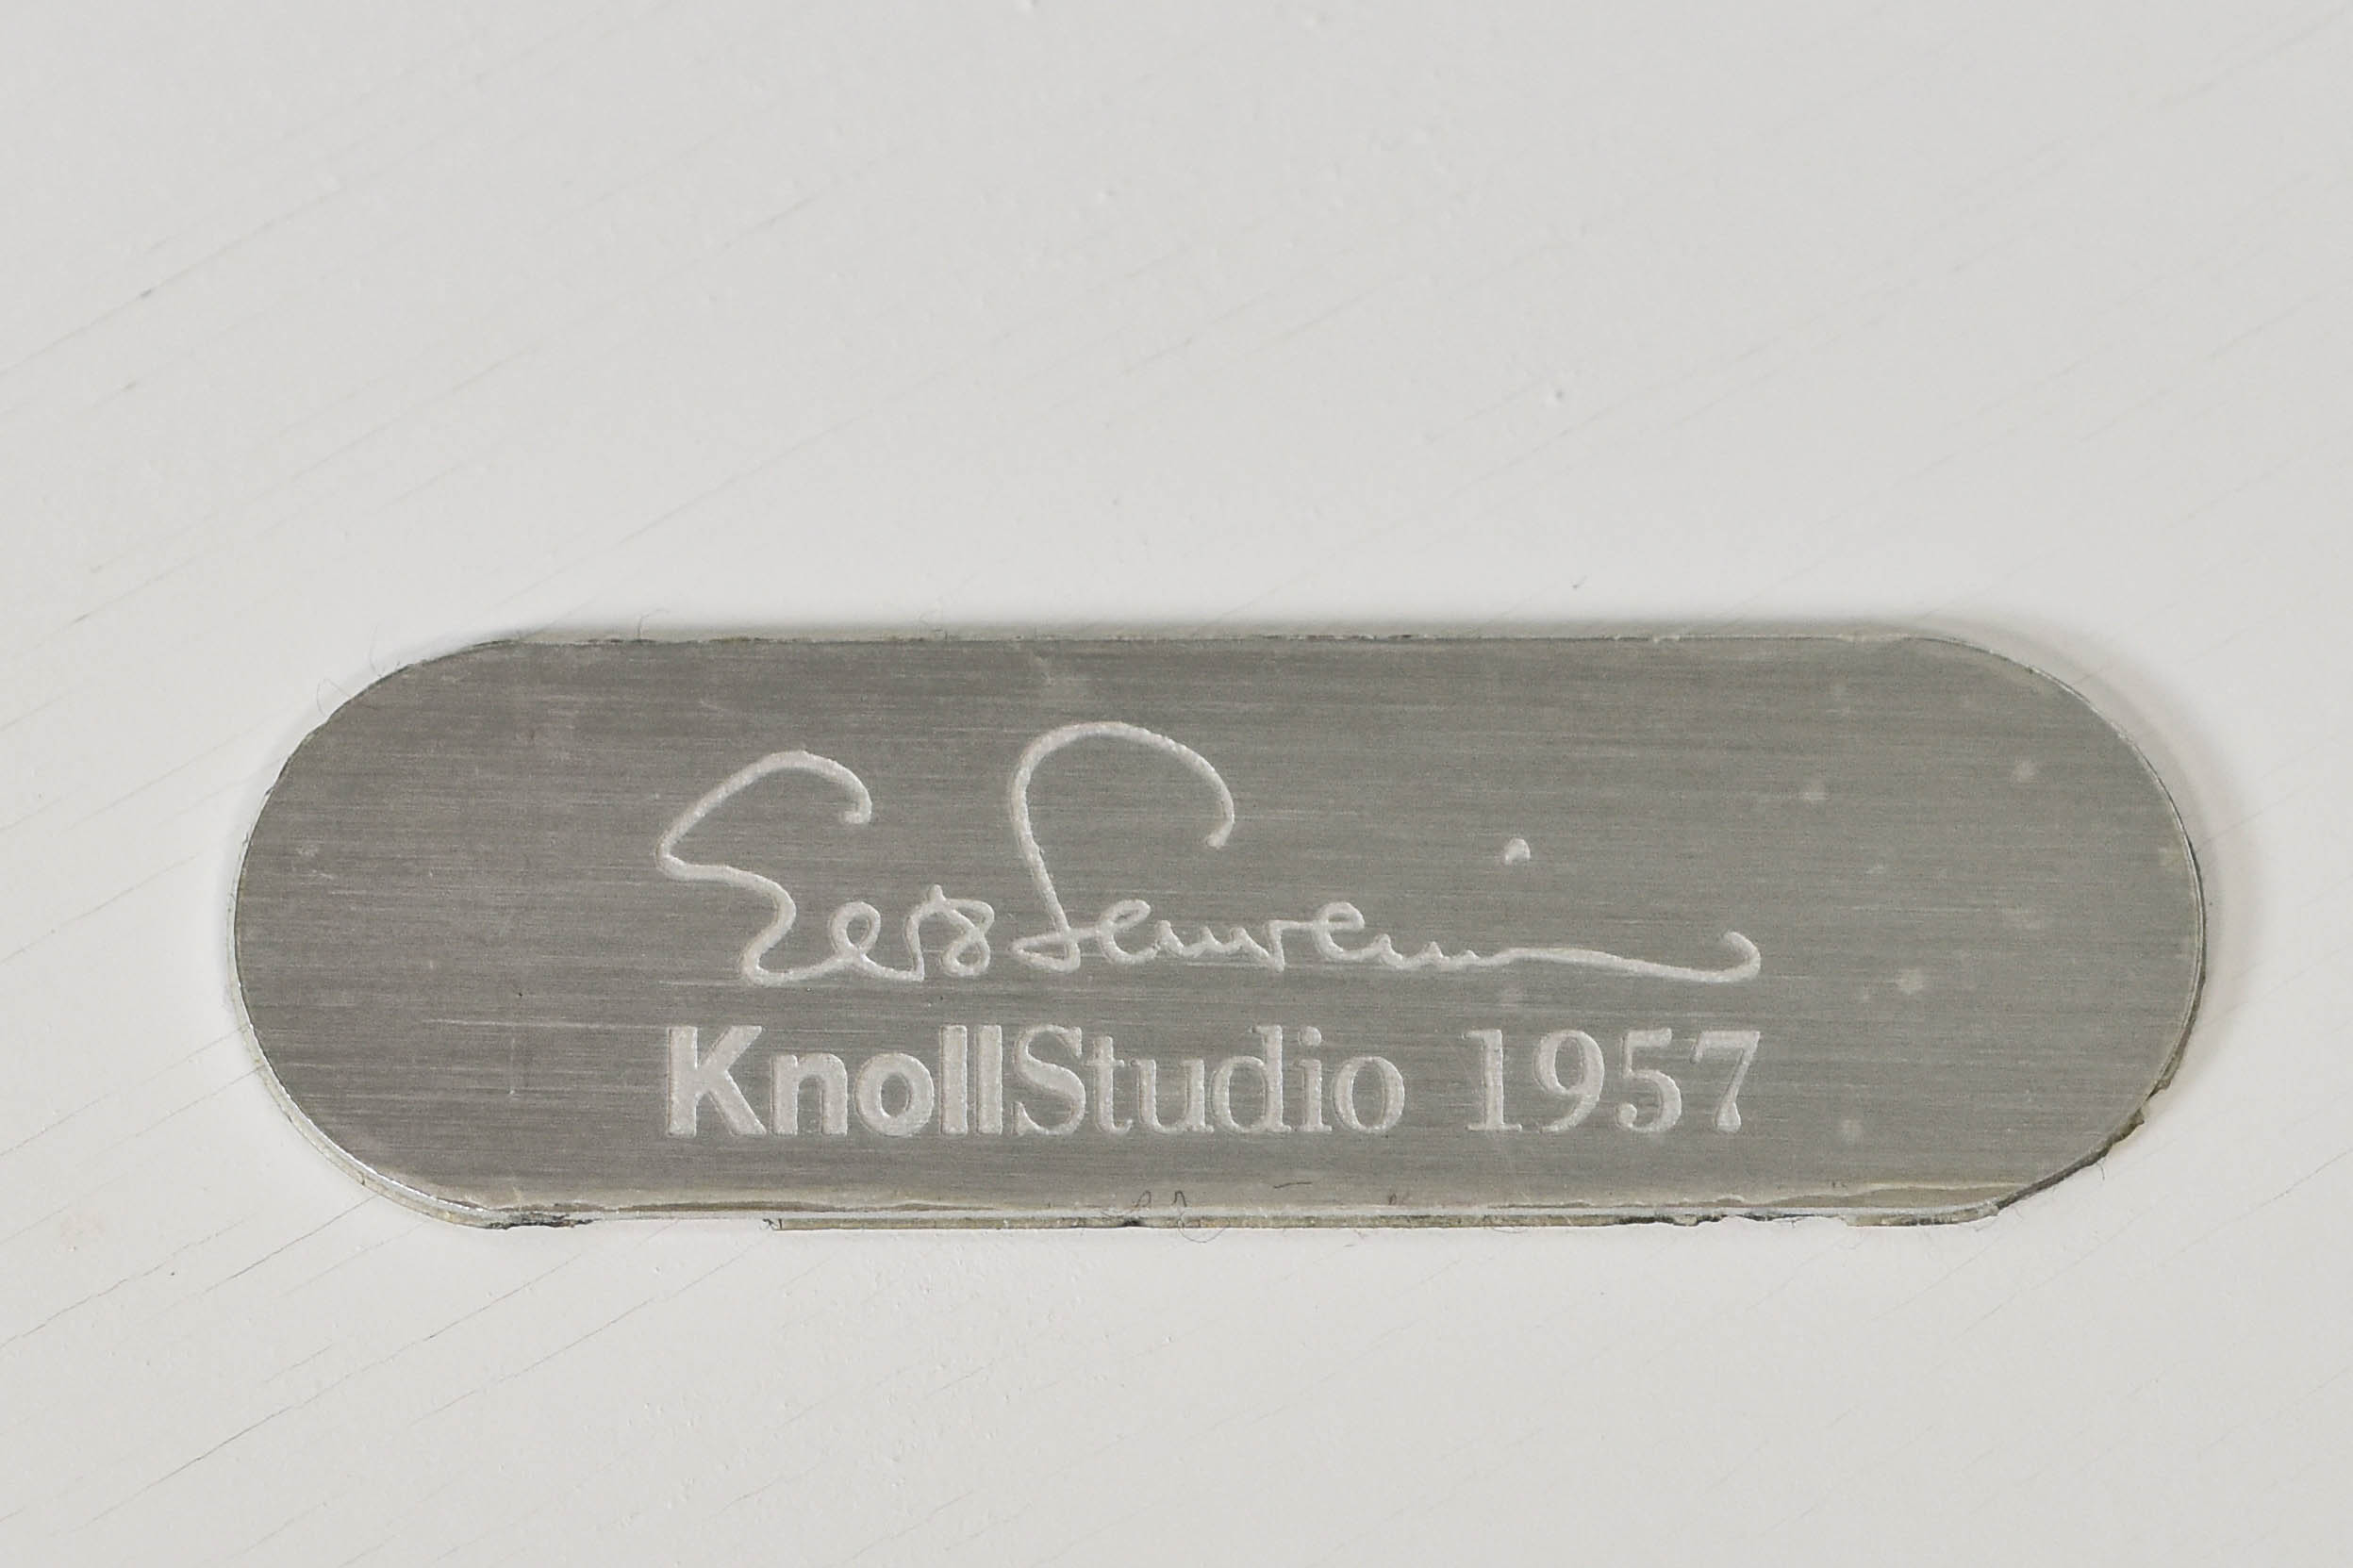 Eero Saarinen
KnollStudio 1957